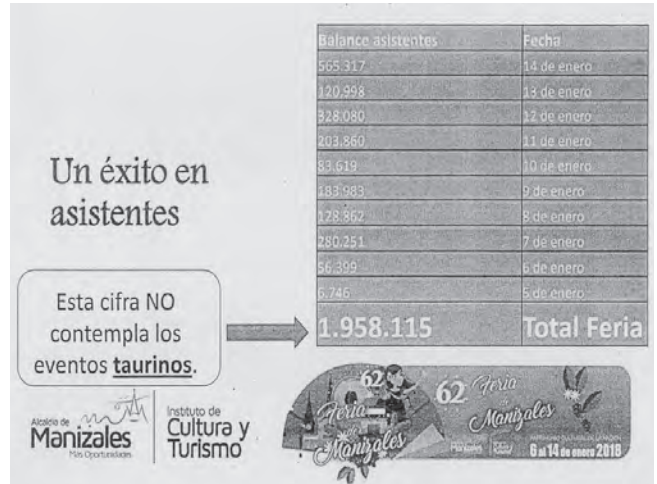 Un éxito en
asistentes
Balance asistentes Fecha
565.317 14 de enero
120.998 13 de enero
328.080 12 de enero
203.860 11 de enero
83.619 10 de enero
183.983 9 de enero
128.862 8 de enero
280.251 7 de enero
56.399 6 de enero
6.746 5 de enero
1.958.115 Total Feria
Esta cifra NO
contempla los
eventos taurinos.
Alcaldía de
Manizales
Más Oportunidades
Instituto de
Cultura y
Turismo
62
Feria
de
Manizales
62 Feria
de
Manizales
Manizales
6 al 14 de enero 2018